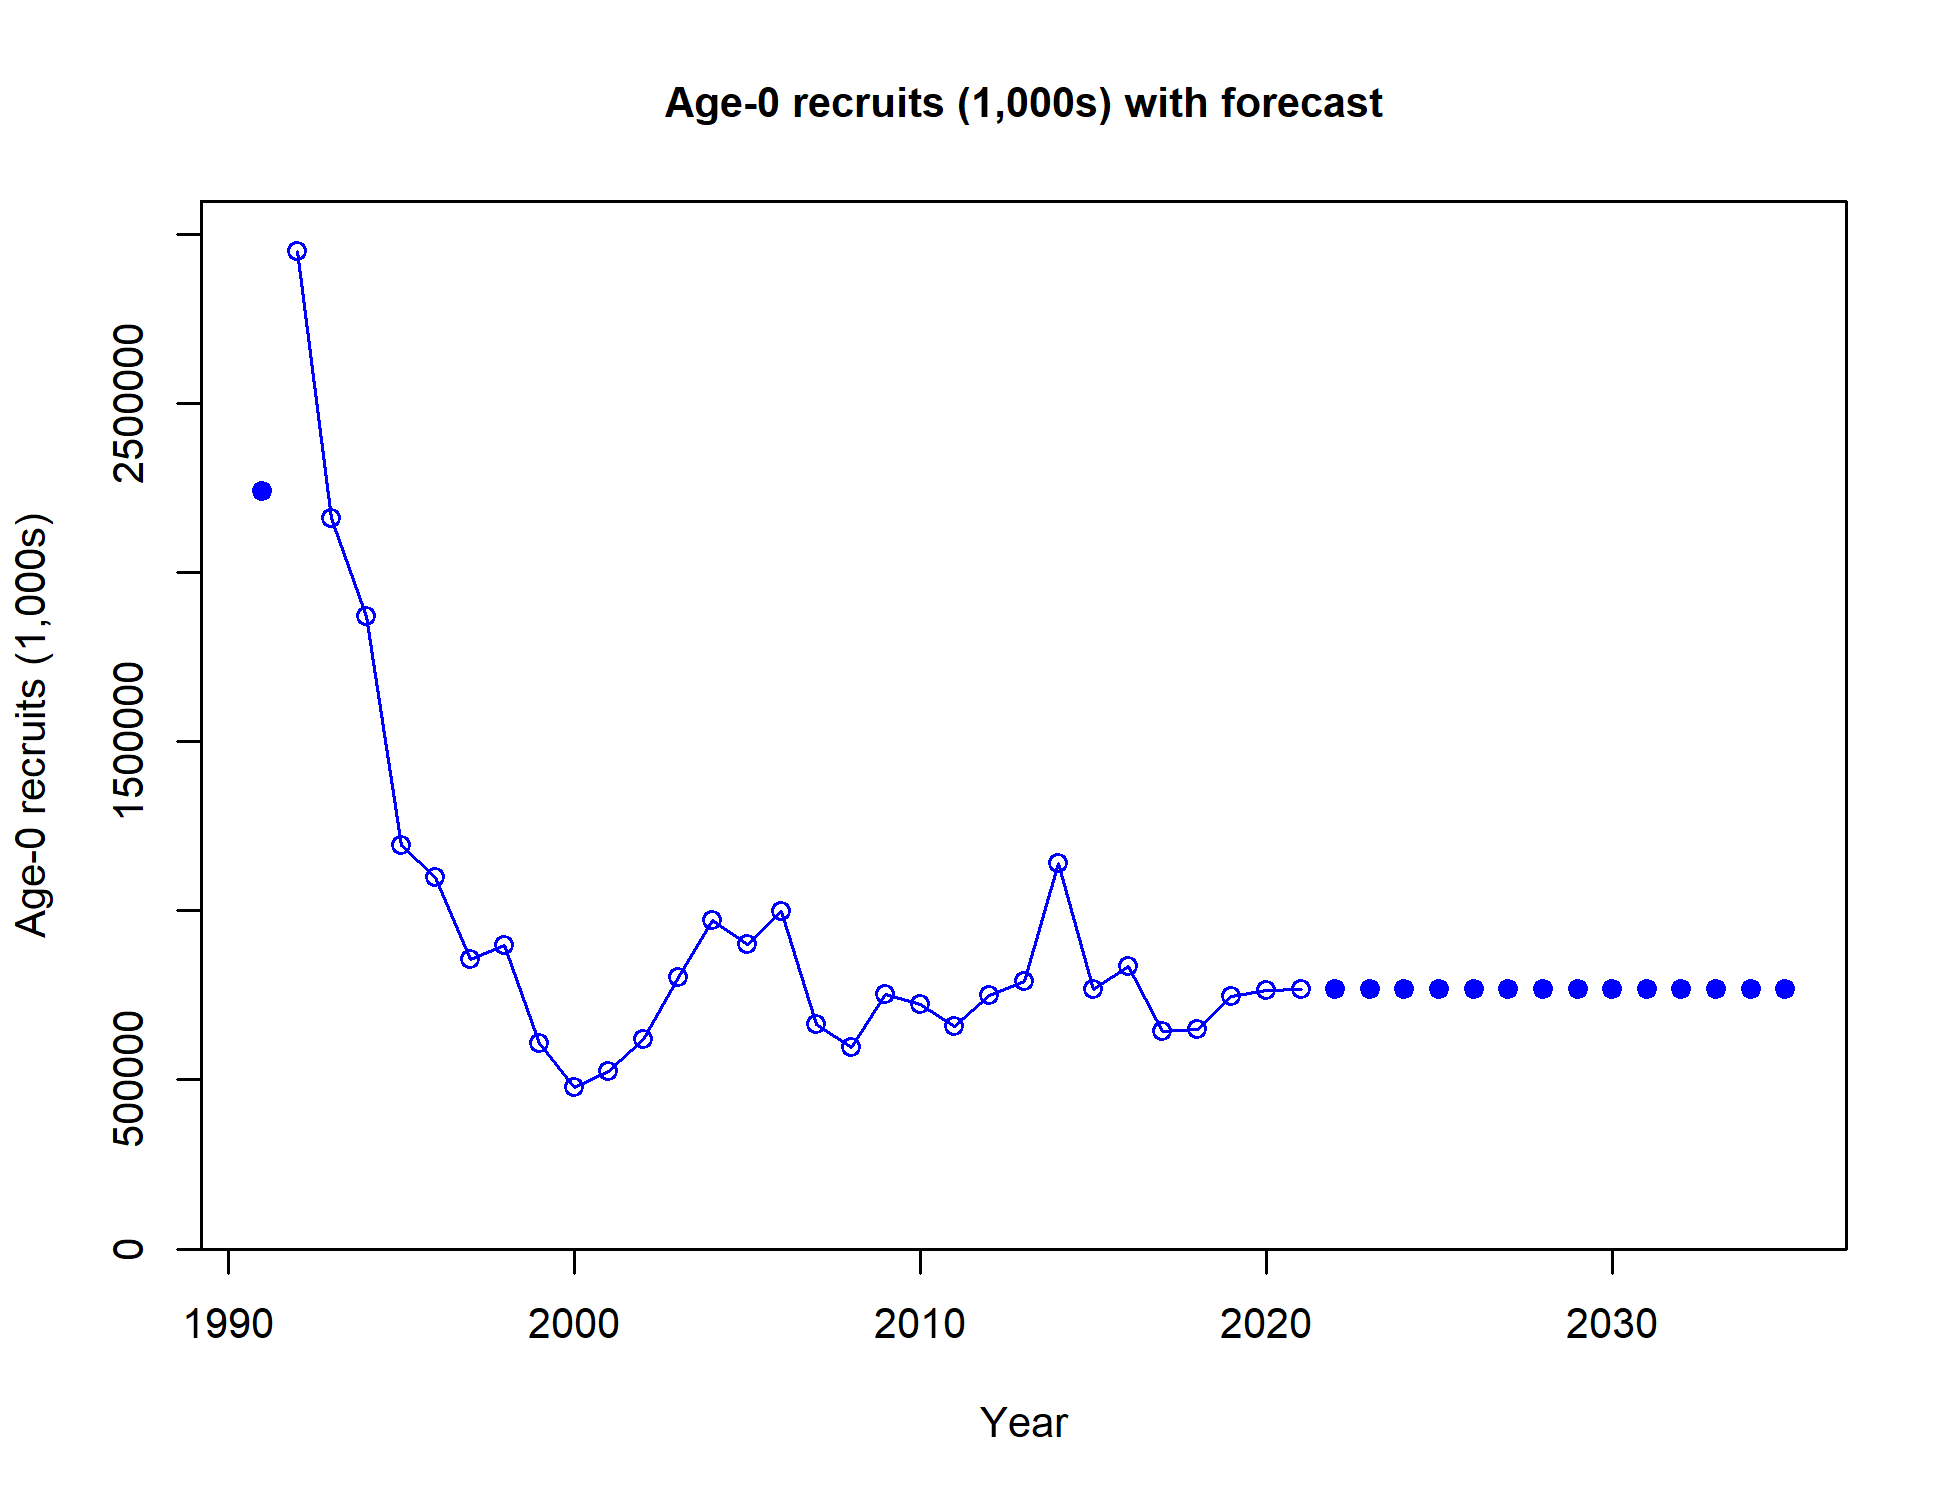 Age-0 recruits (1,000s) with forecast
Age-0 recruits (1,000s)
2500000
1500000
500000
0
1990 2000 2010 2020 2030
Year